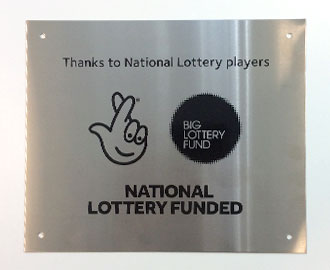 Thanks to National Lottery players
BIG
LOTTERY
FUND
NATIONAL
LOTTERY FUNDED